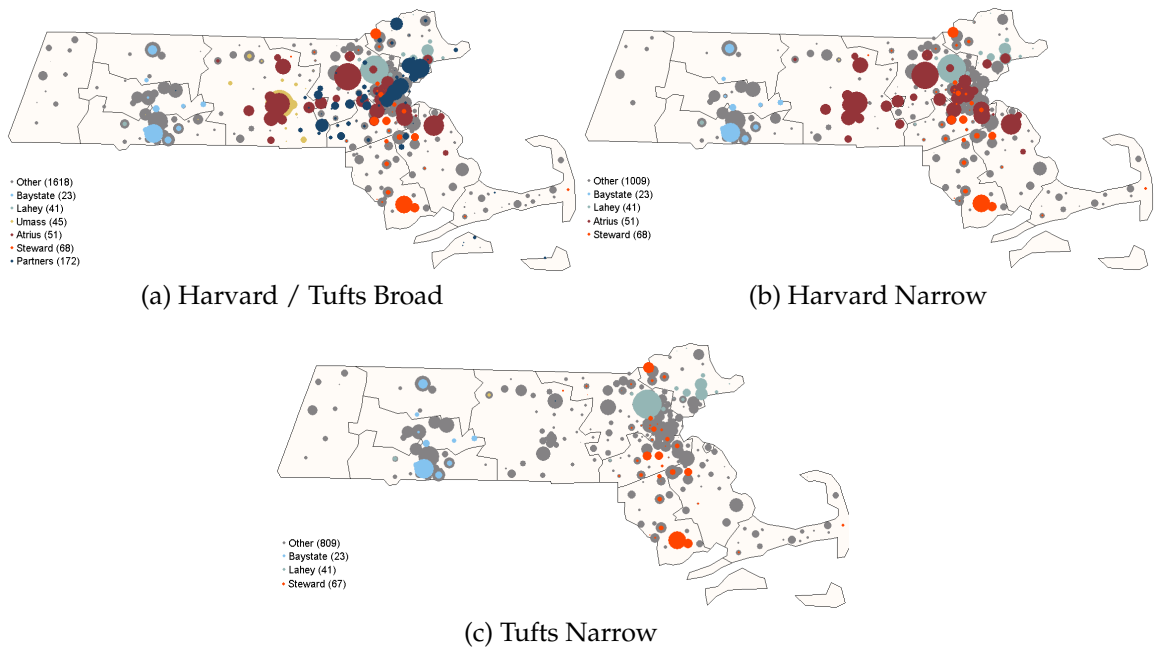 Other (1618)
Baystate (23)
Lahey (41)
Umass (45)
Atrius (51)
Steward (68)
Partners (172)
(a) Harvard / Tufts Broad
Other (1009)
Baystate (23)
Lahey (41)
Atrius (51)
Steward (68)
(b) Harvard Narrow
Other (809)
Baystate (23)
Lahey (41)
Steward (67)
(c) Tufts Narrow